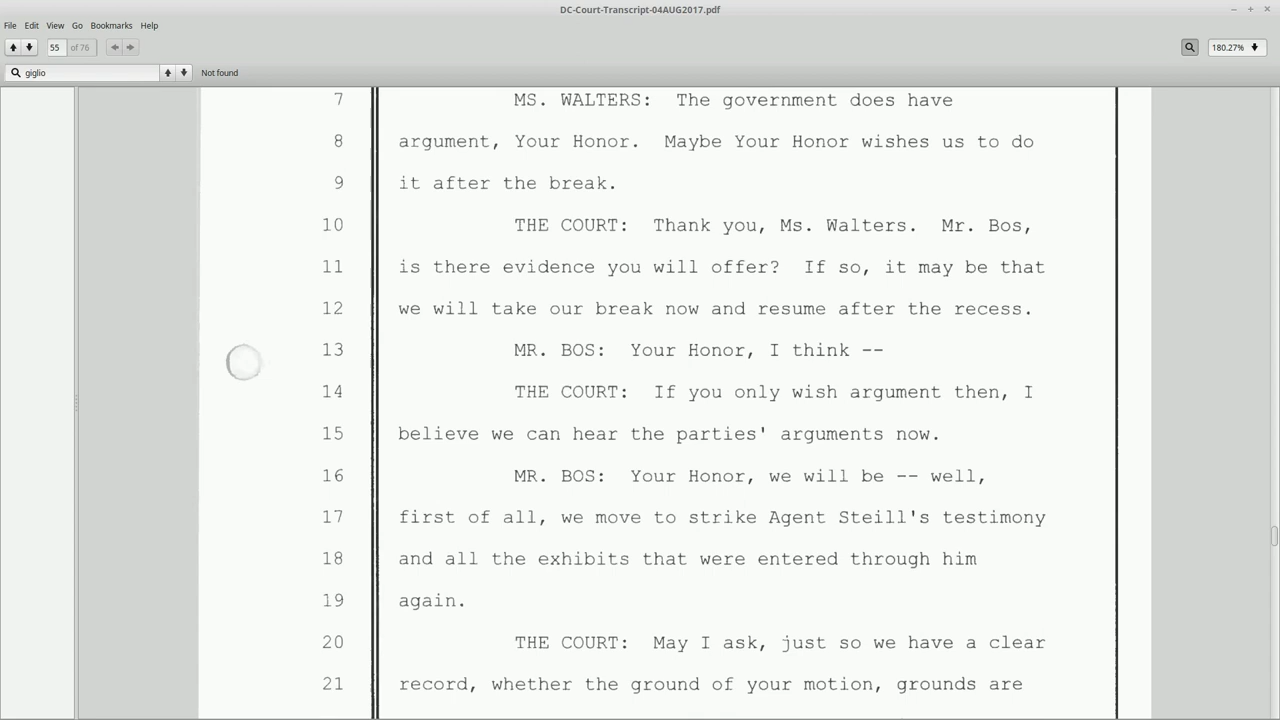 DC-Court-Transcript-04AUG2017.pdf
File Edit View Go Bookmarks Help
55 of 76 180.27%
giglio Not found
7 MS. WALTERS: The government does have
8 argument, Your Honor. Maybe Your Honor wishes us to do
9 it after the break.
10 THE COURT: Thank you, Ms. Walters. Mr. Bos,
11 is there evidence you will offer? If so, it may be that
12 we will take our break now and resume after the recess.
13 MR. BOS: Your Honor, I think --
14 THE COURT: If you only wish argument then, I
15 believe we can hear the parties' arguments now.
16 MR. BOS: Your Honor, we will be -- well,
17 first of all, we move to strike Agent Steill's testimony
18 and all the exhibits that were entered through him
19 again.
20 THE COURT: May I ask, just so we have a clear
21 record, whether the ground of your motion, grounds are